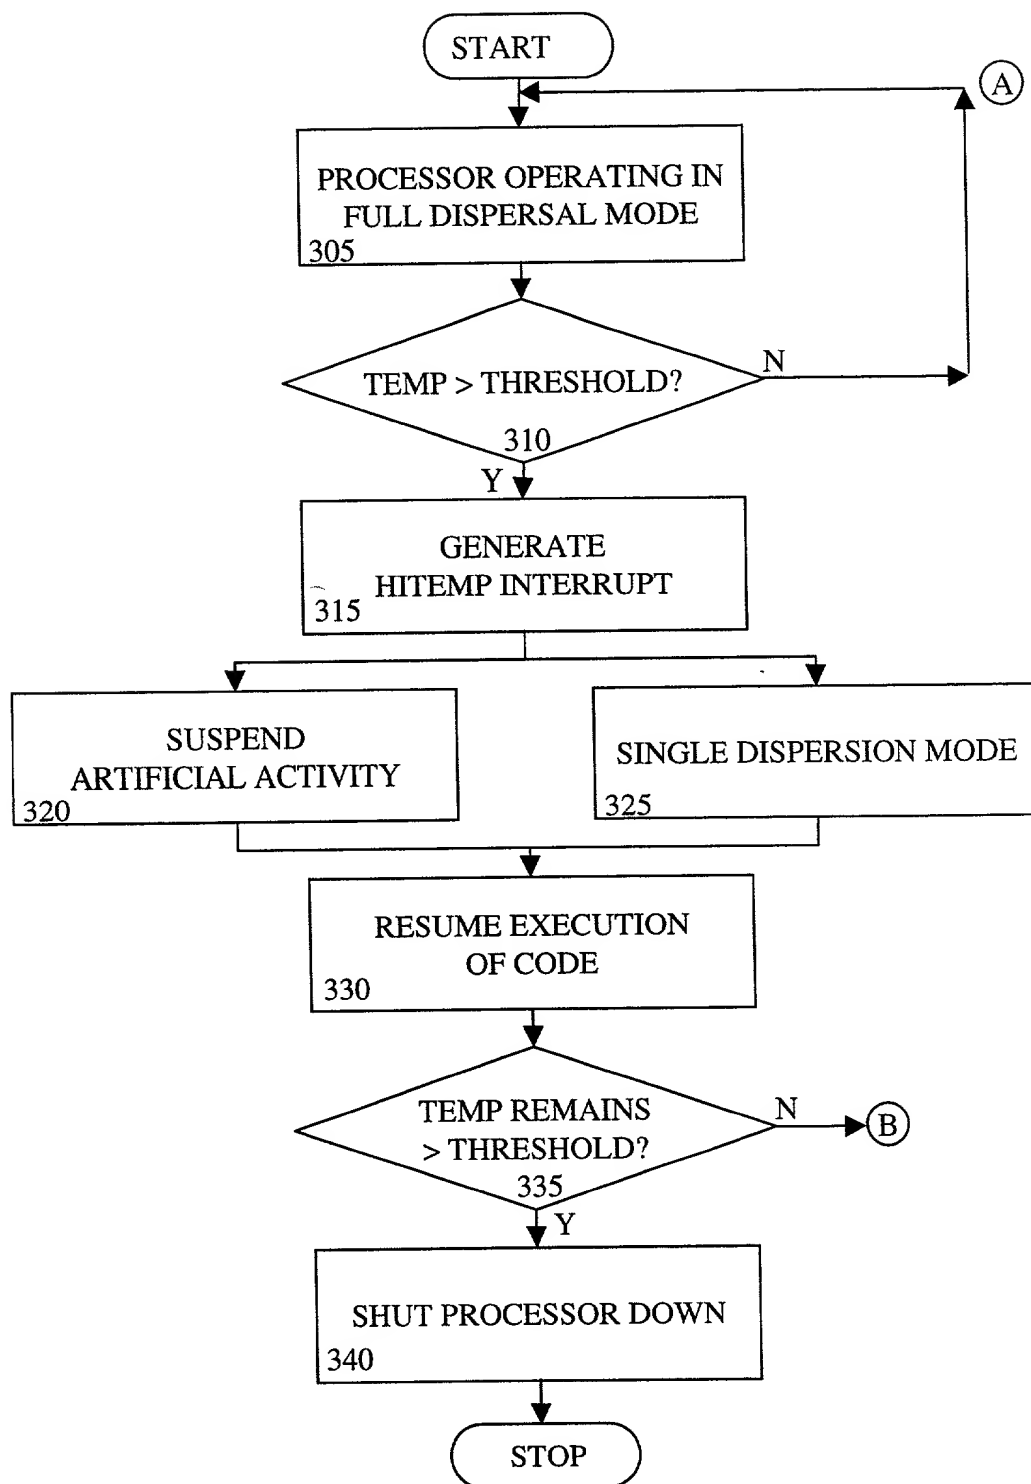 START
A
PROCESSOR OPERATING IN
FULL DISPERSAL MODE
305
TEMP > THRESHOLD?
N
310
Y
GENERATE
HITEMP INTERRUPT
315
SUSPEND
ARTIFICIAL ACTIVITY
320
SINGLE DISPERSION MODE
325
RESUME EXECUTION
OF CODE
330
TEMP REMAINS
> THRESHOLD?
N
B
335
Y
SHUT PROCESSOR DOWN
340
STOP